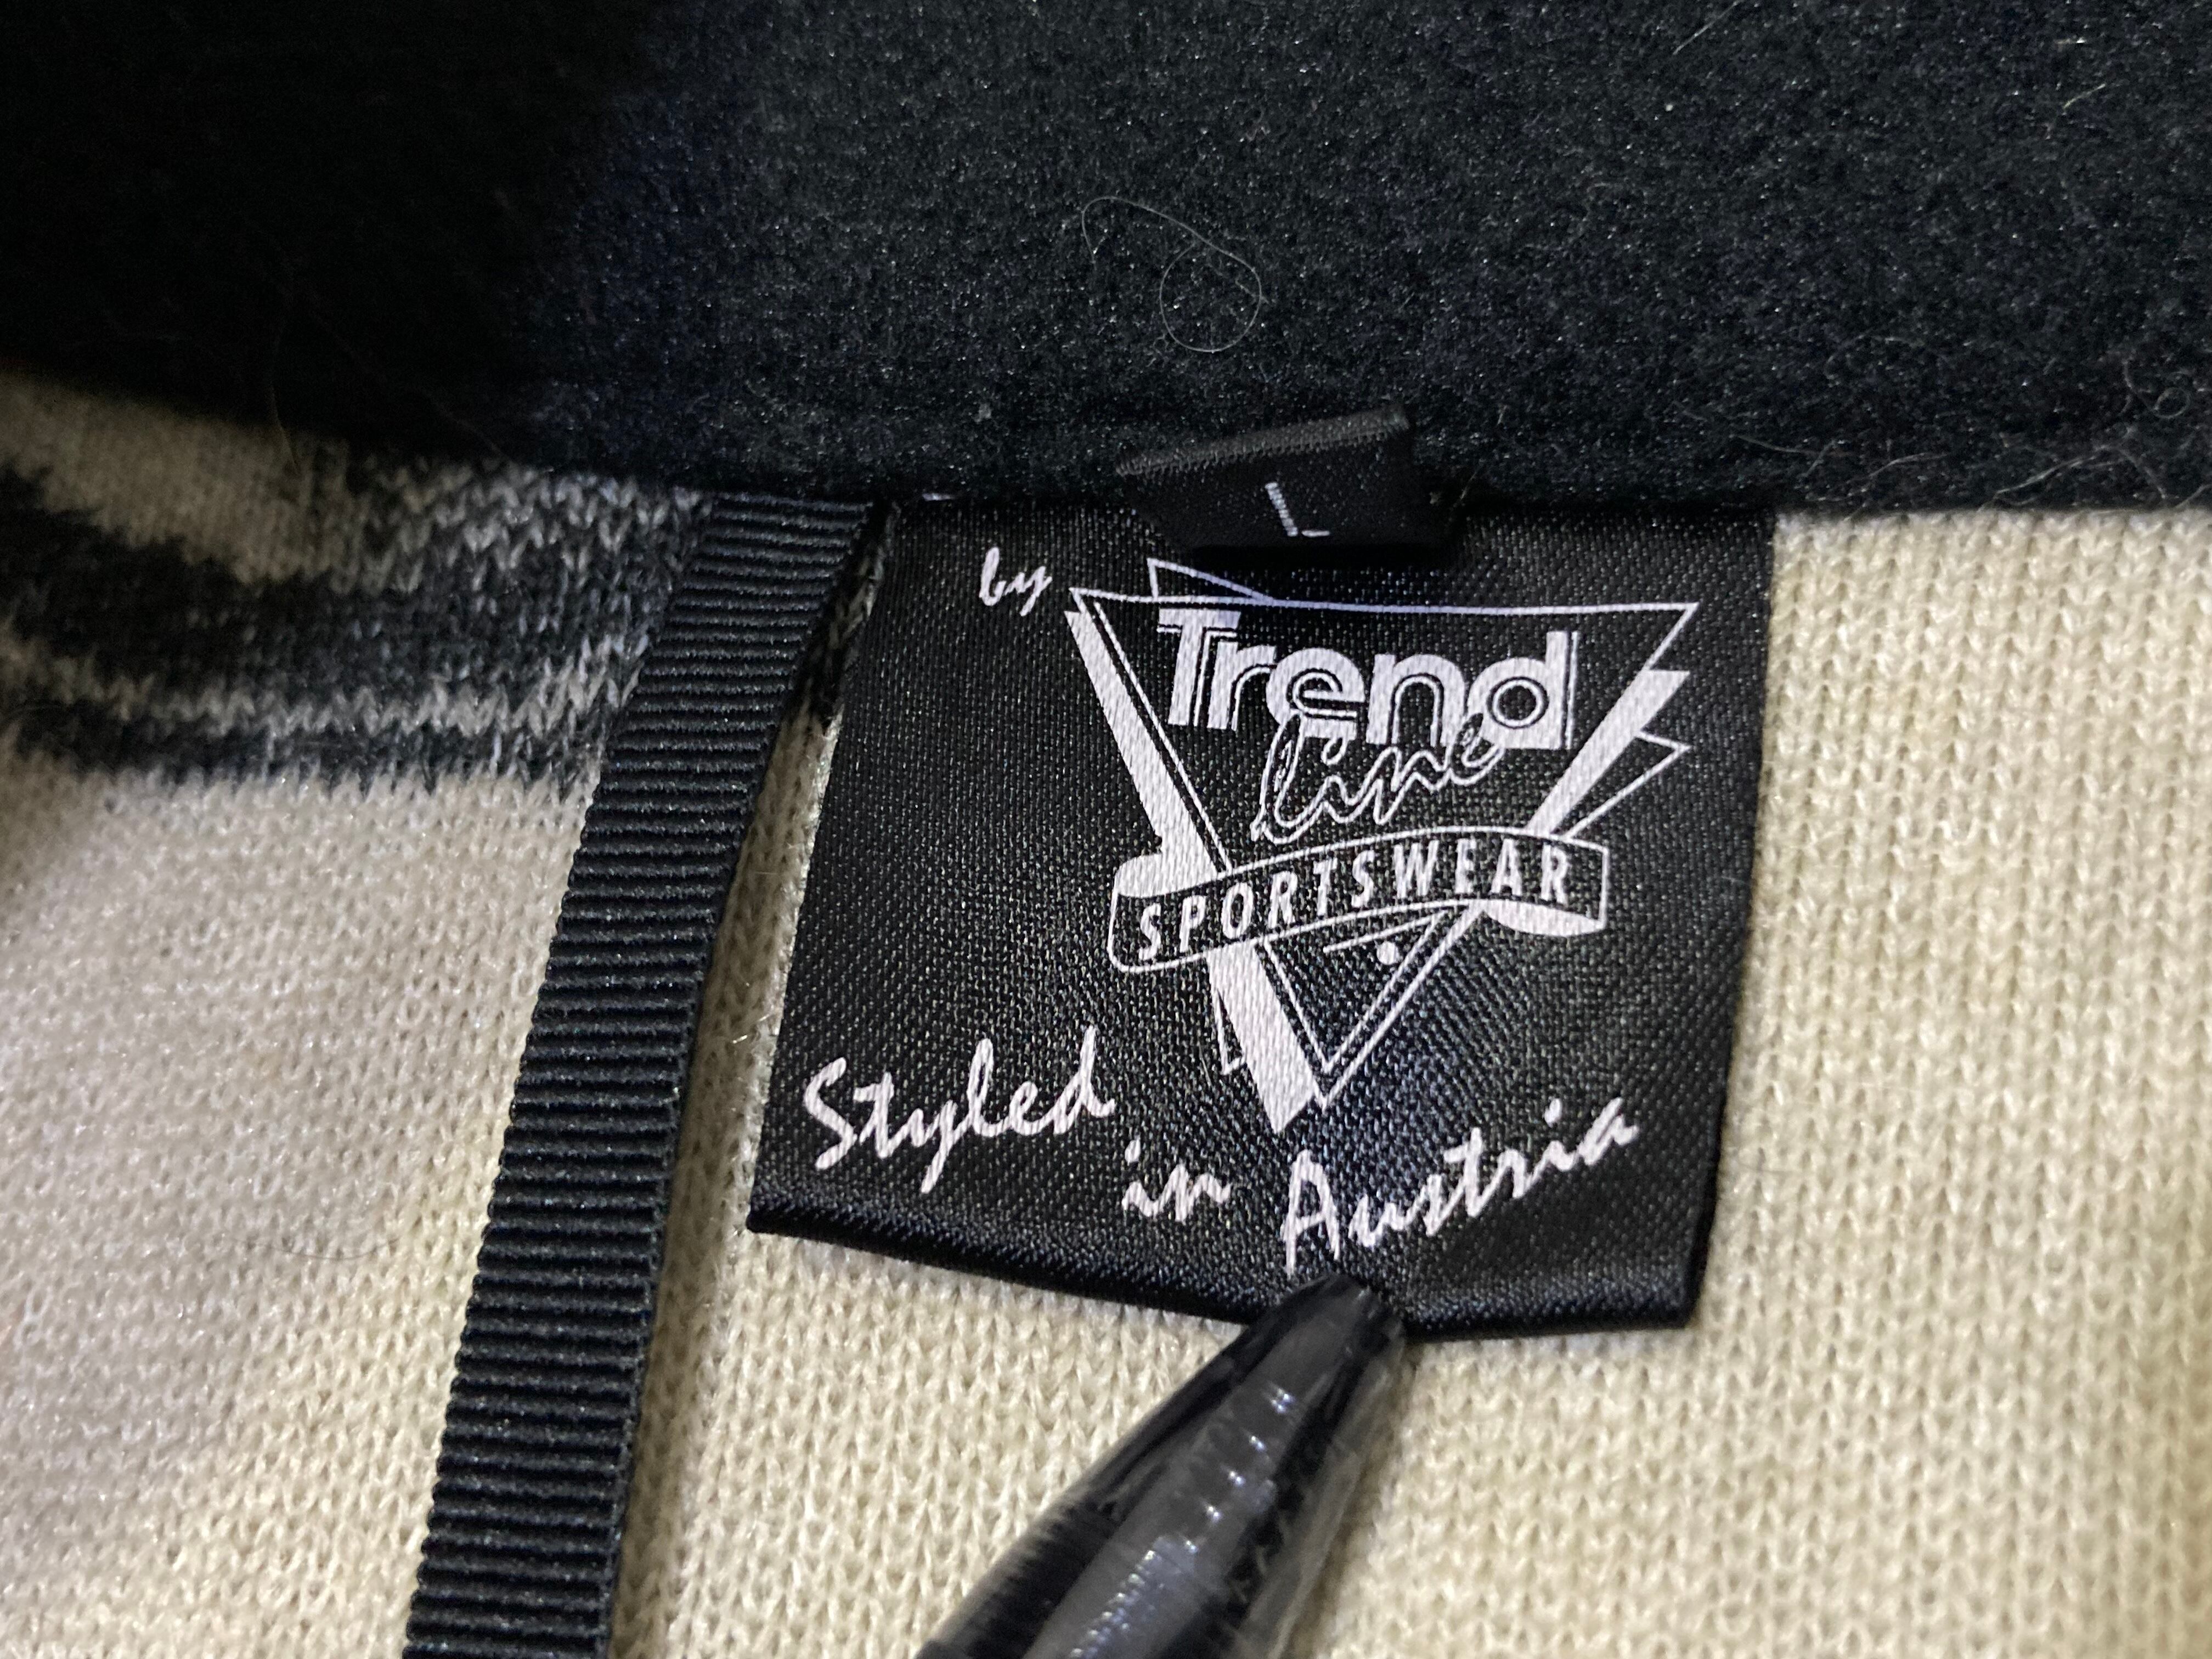 L
by
Trend
line
SPORTSWEAR
Styled in Austria